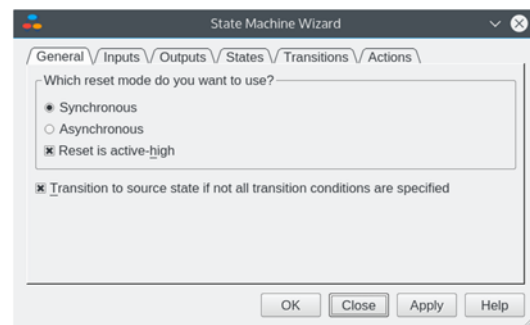 State Machine Wizard
General Inputs Outputs States Transitions Actions
Which reset mode do you want to use?
Synchronous
Asynchronous
Reset is active-high
Transition to source state if not all transition conditions are specified
OK Close Apply Help